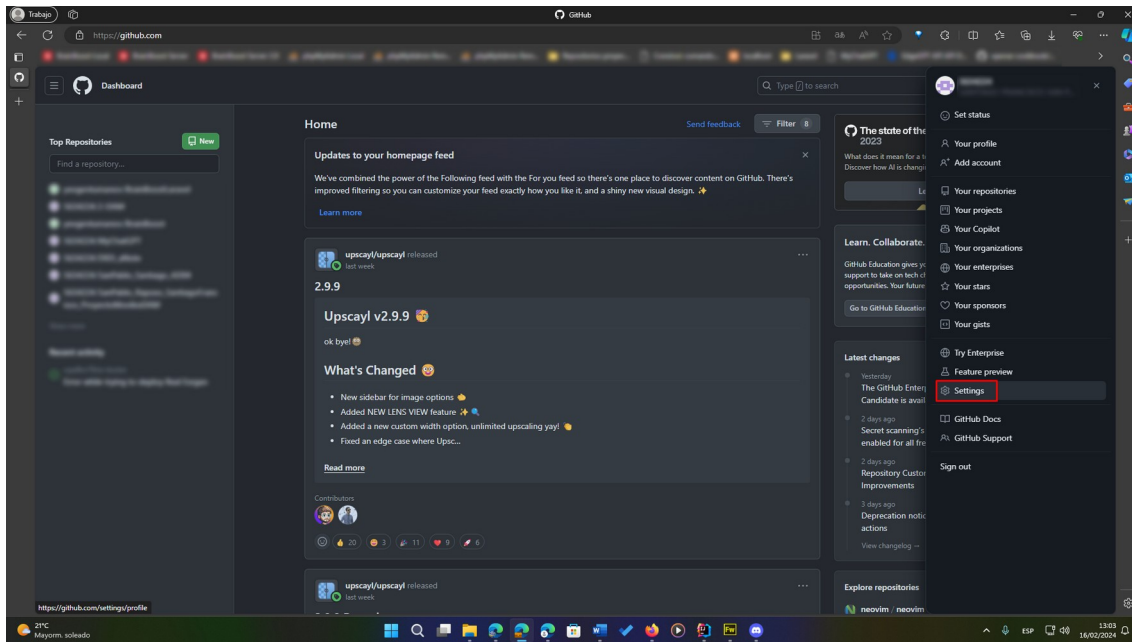 Trabajo
GitHub
https://github.com
Dashboard
Type / to search
Top Repositories
New
Find a repository...
Home
Send feedback
Filter 8
Updates to your homepage feed
We've combined the power of the Following feed with the For you feed so there's one place to discover content on GitHub. There's
improved filtering so you can customize your feed exactly how you like it, and a shiny new visual design. ✨
Learn more
upscayl/upscayl released
last week
2.9.9
Upscayl v2.9.9 🥳
ok bye!
What's Changed 🤡
New sidebar for image options
Added NEW LENS VIEW feature ✨ 🔍
Added a new custom width option, unlimited upscaling yay! 👏
Fixed an edge case where Upsc...
Read more
Contributors
20 3 11 9 6
upscayl/upscayl released
last week
The state of the
2023
What does it mean for a
Discover how AI is changi
Learn. Collaborate.
GitHub Education gives yo
support to take on tech ch
opportunities. Your future
Go to GitHub Education
Latest changes
Yesterday
The GitHub Enter
Candidate is avail
2 days ago
Secret scanning's
enabled for all fre
2 days ago
Repository Custor
Improvements
3 days ago
Deprecation notic
actions
View changelog →
Explore repositories
neovim / neovim
Set status
Your profile
Add account
Your repositories
Your projects
Your Copilot
Your organizations
Your enterprises
Your stars
Your sponsors
Your gists
Try Enterprise
Feature preview
Settings
GitHub Docs
GitHub Support
Sign out
https://github.com/settings/profile
21°C
Mayorm. soleado
ESP
13:03
16/02/2024